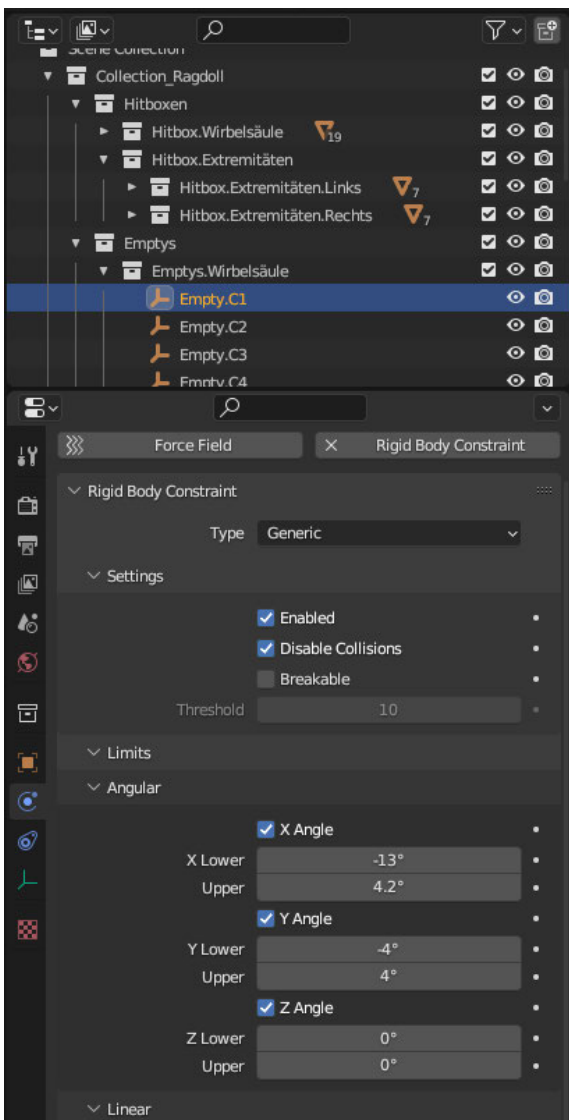 Scene Collection
Collection_Ragdoll
Hitboxen
Hitbox.Wirbelsäule 19
Hitbox.Extremitäten
Hitbox.Extremitäten.Links 7
Hitbox.Extremitäten.Rechts 7
Emptys
Emptys.Wirbelsäule
Empty.C1
Empty.C2
Empty.C3
Empty.C4
Force Field Rigid Body Constraint
Rigid Body Constraint
Type Generic
Settings
Enabled
Disable Collisions
Breakable
Threshold 10
Limits
Angular
X Angle
X Lower -13°
Upper 4.2°
Y Angle
Y Lower -4°
Upper 4°
Z Angle
Z Lower 0°
Upper 0°
Linear